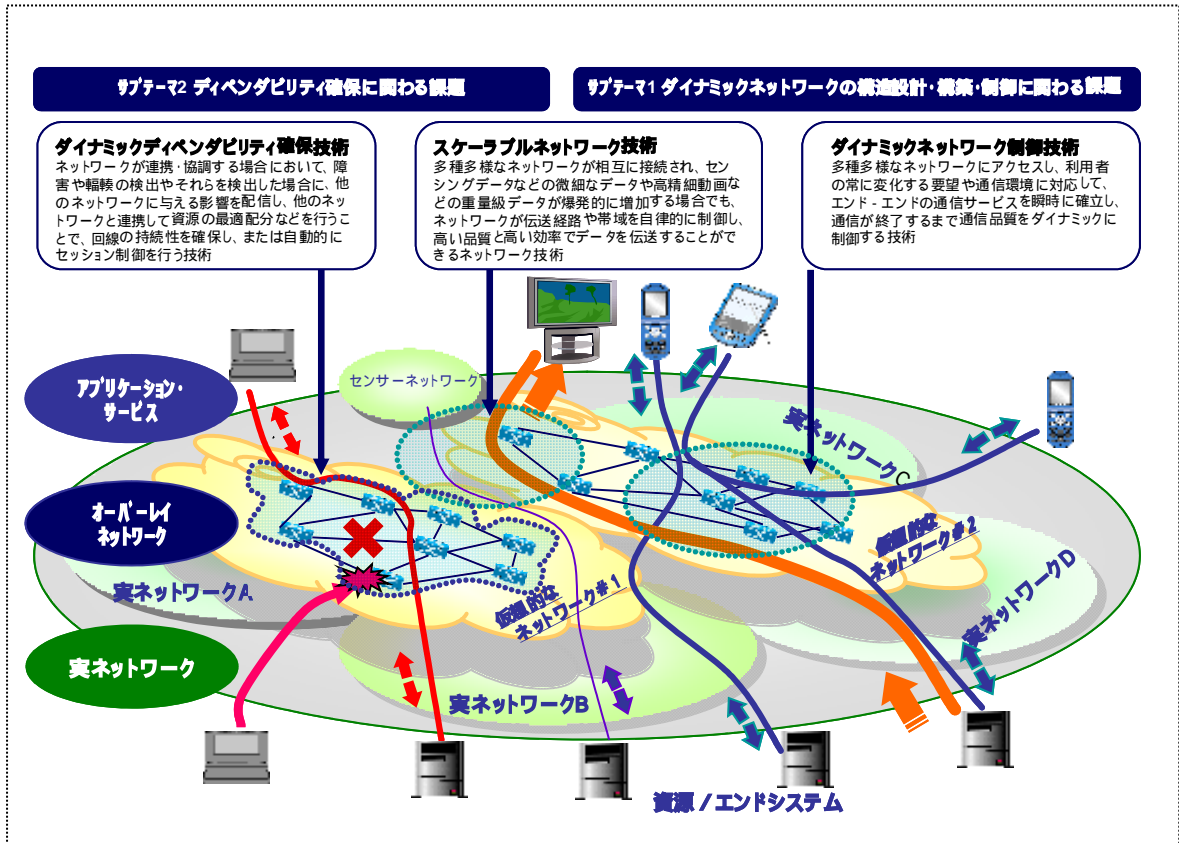 サブテーマ2 ディペンダビリティ確保に関わる課題
サブテーマ1 ダイナミックネットワークの構造設計・構築・制御に関わる課題
ダイナミックディペンダビリティ確保技術
ネットワークが連携・協調する場合において、障
害や輻輳の検出やそれらを検出した場合に、他
のネットワークに与える影響を配信し、他のネッ
トワークと連携して資源の最適配分などを行うこ
とで、回線の持続性を確保し、または自動的に
セッション制御を行う技術
スケーラブルネットワーク技術
多種多様なネットワークが相互に接続され、セン
シングデータなどの微細なデータや高精細動画な
どの重量級データが爆発的に増加する場合でも、
ネットワークが伝送経路や帯域を自律的に制御し、
高い品質と高い効率でデータを伝送することがで
きるネットワーク技術
ダイナミックネットワーク制御技術
多種多様なネットワークにアクセスし、利用者
の常に変化する要望や通信環境に対応して、
エンド-エンドの通信サービスを瞬時に確立し、
通信が終了するまで通信品質をダイナミックに
制御する技術
アプリケーション・
サービス
センサーネットワーク
実ネットワークC
オーバーレイ
ネットワーク
仮想的な
ネットワーク#2
実ネットワークA
仮想的な
ネットワーク#1
実ネットワークD
実ネットワーク
実ネットワークB
資源/エンドシステム